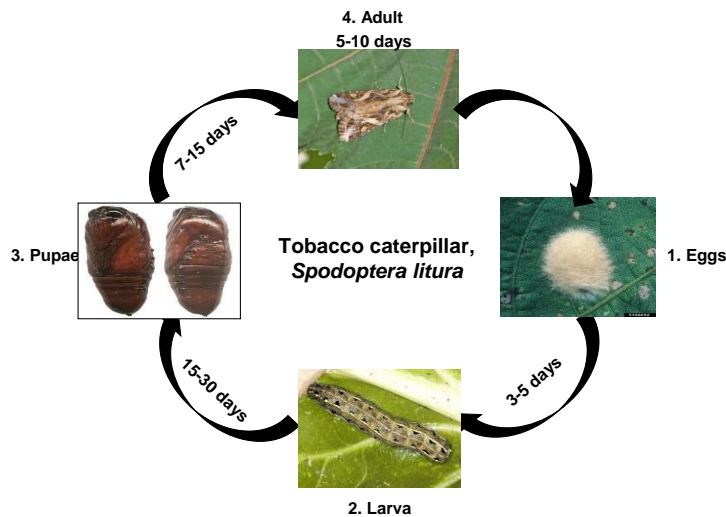 4. Adult
5-10 days
7-15 days
3. Pupae
Tobacco caterpillar,
Spodoptera litura
1. Eggs
15-30 days
3-5 days
2. Larva